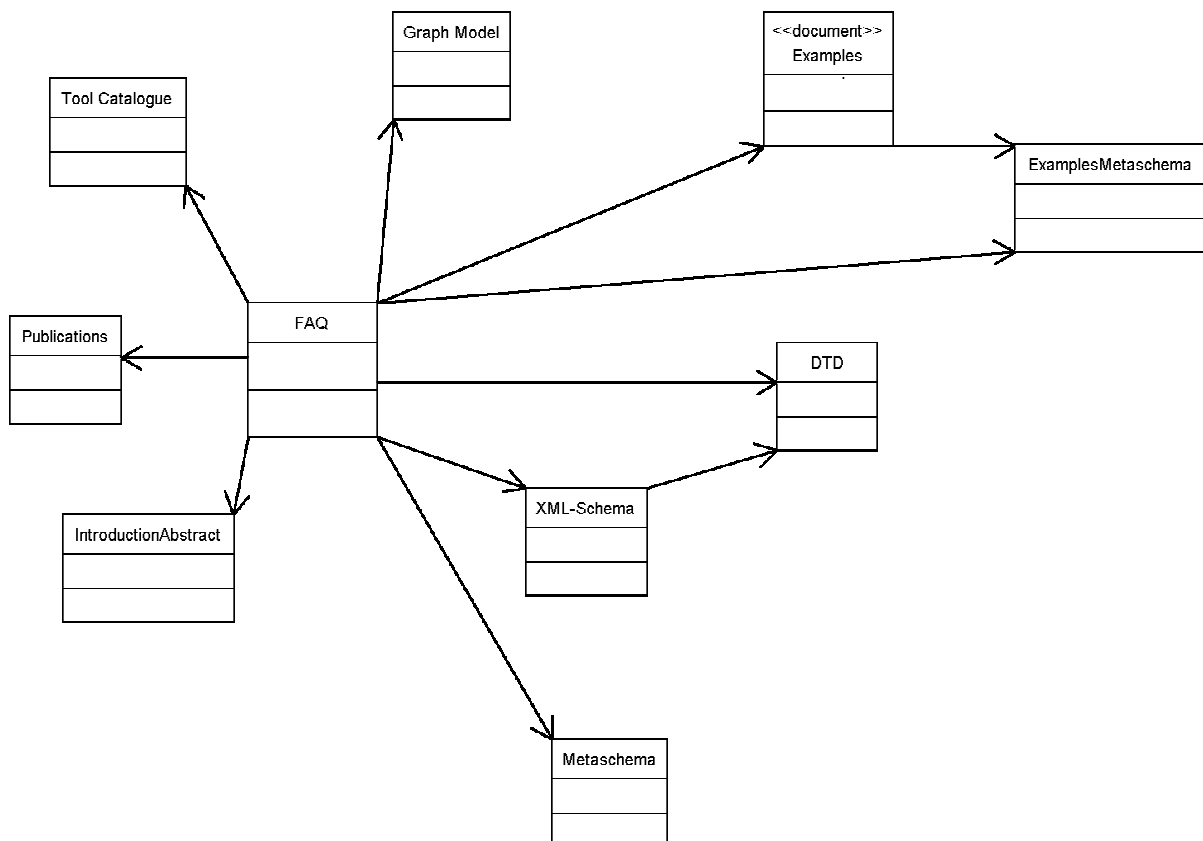 Graph Model
<<document>>
Examples
Tool Catalogue
ExamplesMetaschema
FAQ
Publications
DTD
XML-Schema
IntroductionAbstract
Metaschema